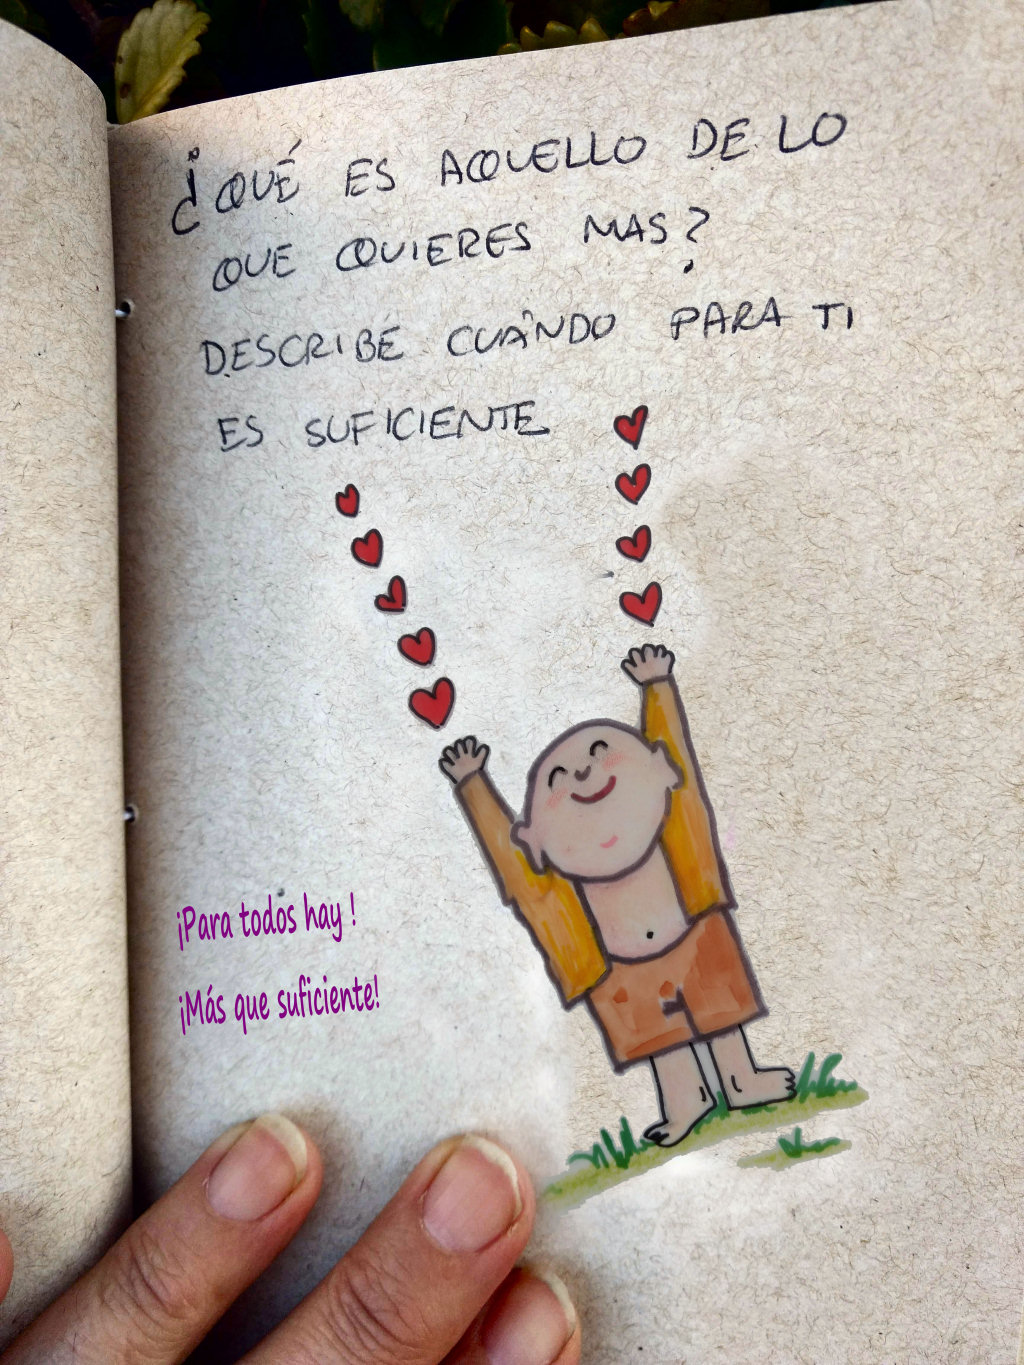 ¿QUÉ ES AQUELLO DE LO
QUE QUIERES MAS?
DESCRIBE CUÁNDO PARA TI
ES SUFICIENTE
¡Para todos hay !
¡Más que suficiente!